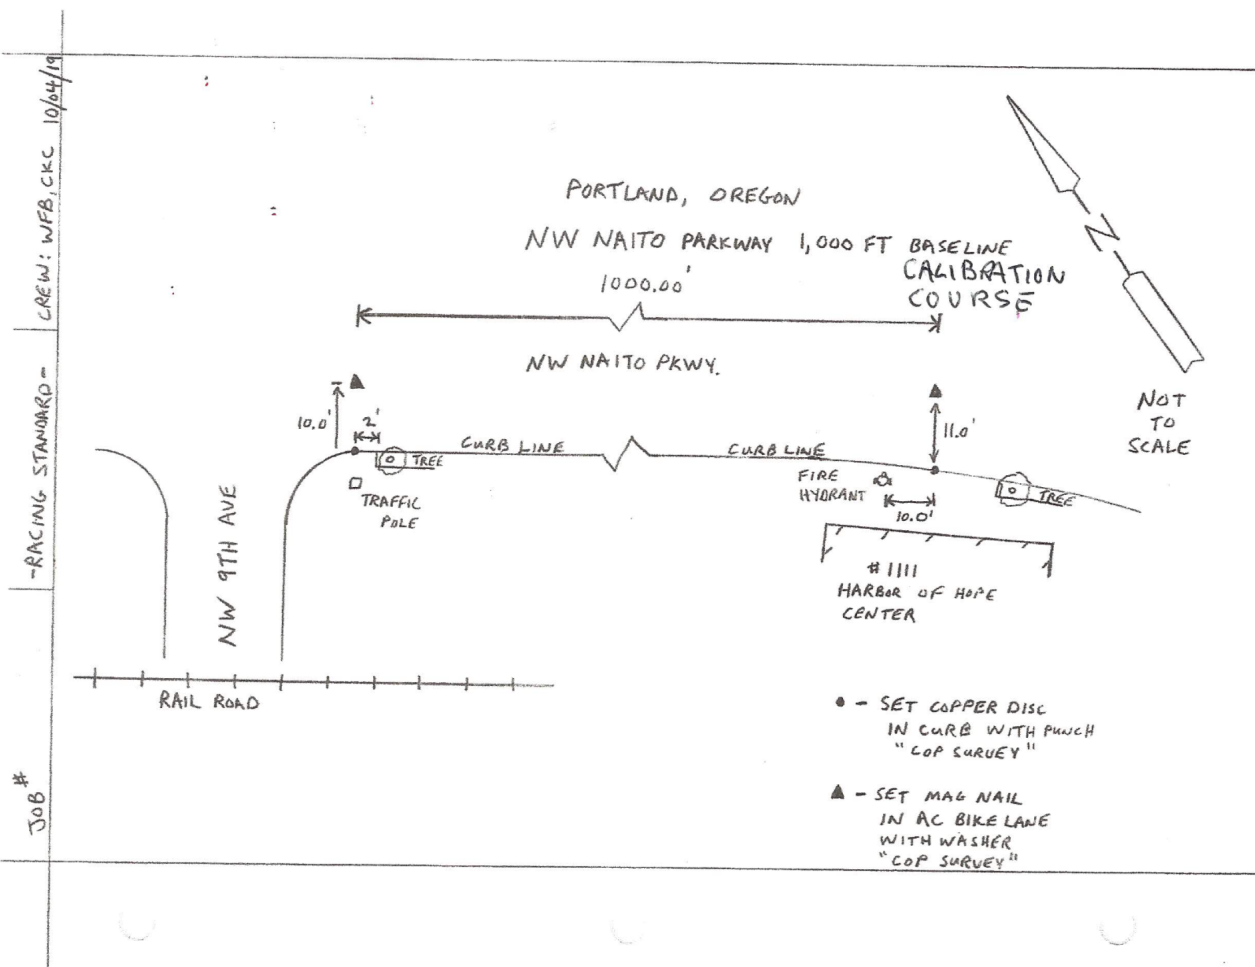 CREW: WFB, CKC 10/04/19
-RACING STANDARD-
JOB #
PORTLAND, OREGON
NW NAITO PARKWAY 1,000 FT BASELINE
CALIBRATION
COURSE
1000.00'
NW NAITO PKWY.
N
NOT
TO
SCALE
10.0'
2'
11.0'
CURB LINE
CURB LINE
TREE
TRAFFIC
POLE
FIRE
HYDRANT
10.0'
TREE
NW 9TH AVE
#1111
HARBOR OF HOPE
CENTER
RAIL ROAD
- SET COPPER DISC
IN CURB WITH PUNCH
"COP SURVEY"
- SET MAG NAIL
IN AC BIKE LANE
WITH WASHER
"COP SURVEY"